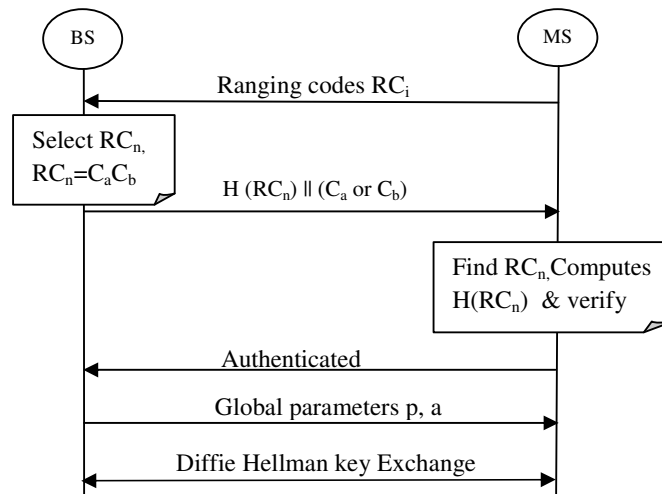 BS
MS
Ranging codes RCi
Select RCn,
RCn=CaCb
H (RCn) || (Ca or Cb)
Find RCn,Computes
H(RCn) & verify
Authenticated
Global parameters p, a
Diffie Hellman key Exchange